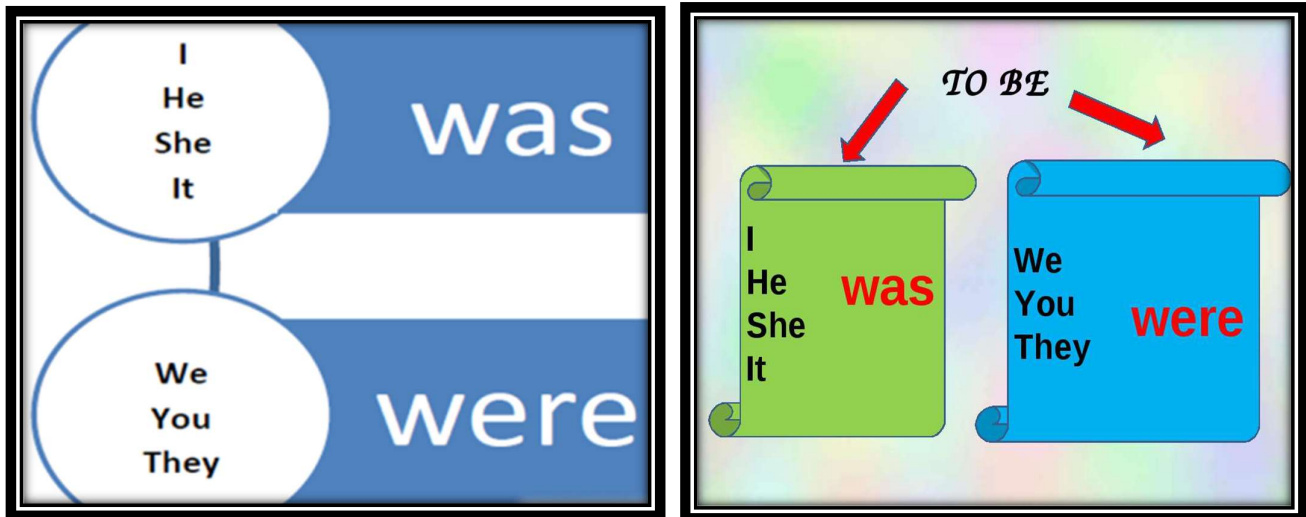 I
He
She
It
was
We
You
They
were
TO BE
I
He
She
It
was
We
You
They
were